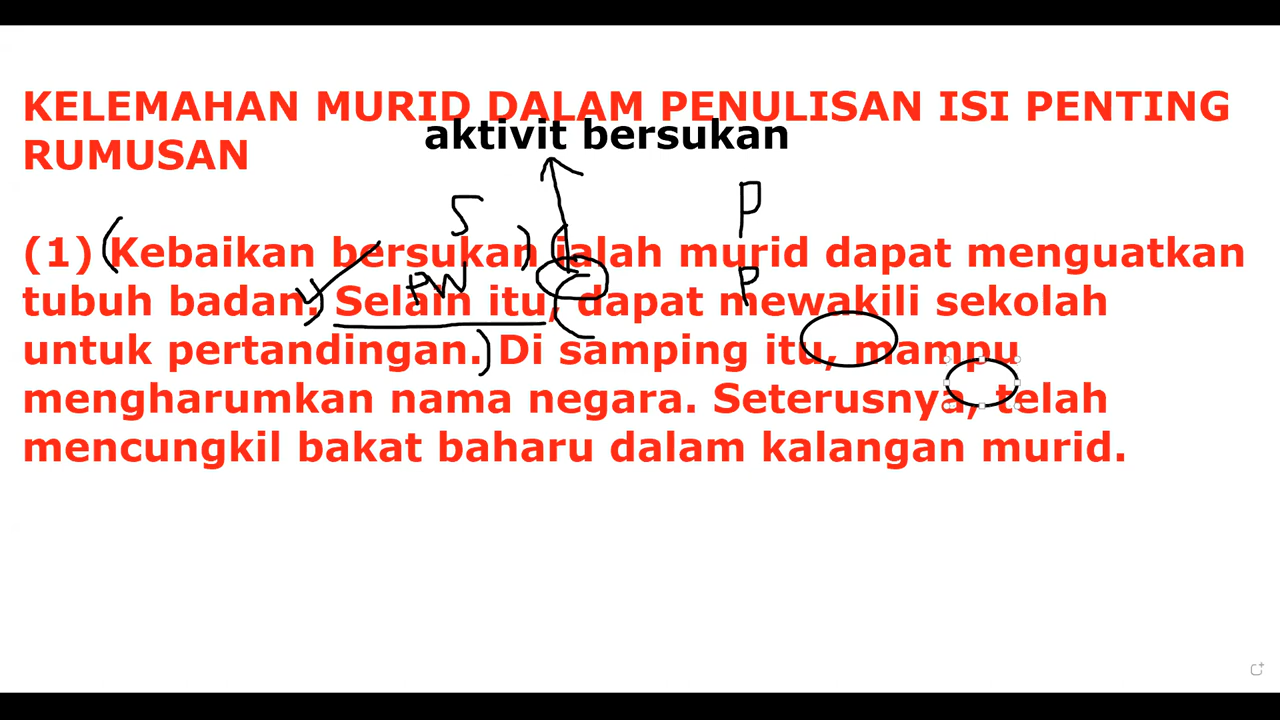 KELEMAHAN MURID DALAM PENULISAN ISI PENTING
aktivit bersukan
RUMUSAN
S
P
(1) Kebaikan bersukan ialah murid dapat menguatkan
PW
P
tubuh badan. Selain itu, dapat mewakili sekolah
untuk pertandingan. Di samping itu, mampu
mengharumkan nama negara. Seterusnya, telah
mencungkil bakat baharu dalam kalangan murid.